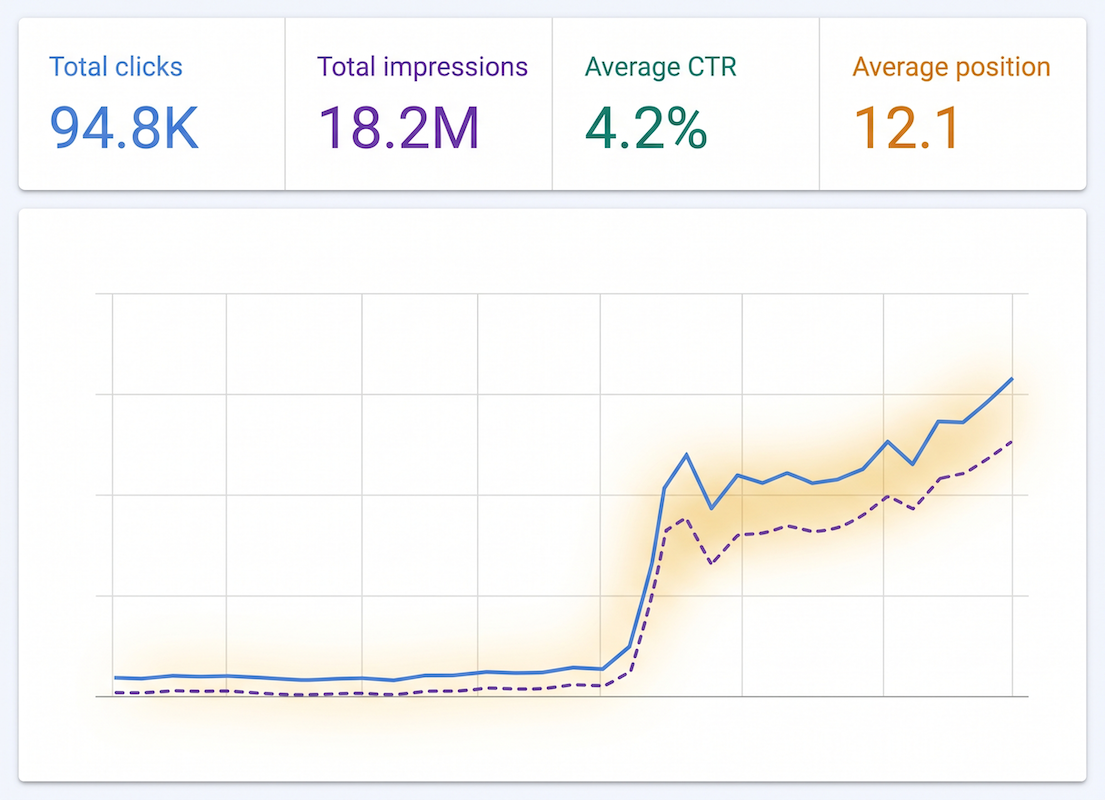 Total clicks
94.8K
Total impressions
18.2M
Average CTR
4.2%
Average position
12.1